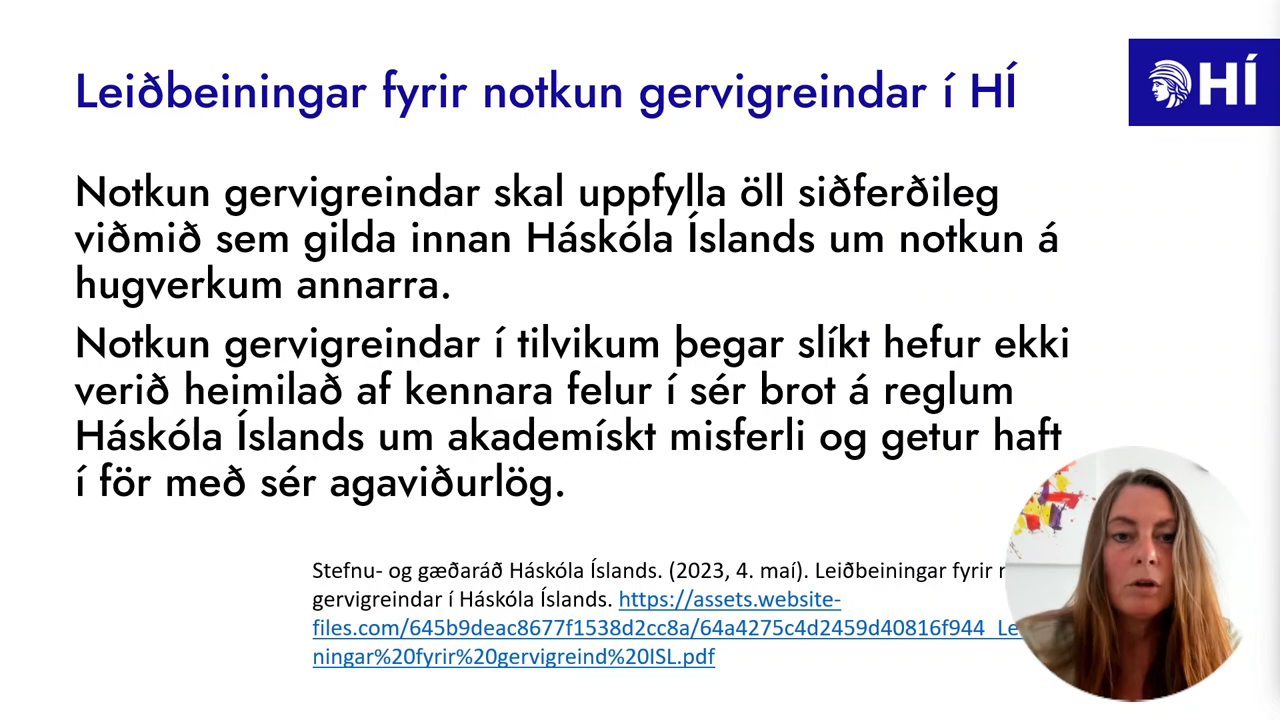 Leiðbeiningar fyrir notkun gervigreindar í HÍ
HÍ
Notkun gervigreindar skal uppfylla öll siðferðileg
viðmið sem gilda innan Háskóla Íslands um notkun á
hugverkum annarra.
Notkun gervigreindar í tilvikum þegar slíkt hefur ekki
verið heimilað af kennara felur í sér brot á reglum
Háskóla Íslands um akademískt misferli og getur haft
í för með sér agaviðurlög.
Stefnu- og gæðaráð Háskóla Íslands. (2023, 4. maí). Leiðbeiningar fyrir
gervigreindar í Háskóla Íslands. https://assets.website-
files.com/645b9deac8677f1538d2cc8a/64a4275c4d2459d40816f944_Le
ningar%20fyrir%20gervigreind%20ISL.pdf